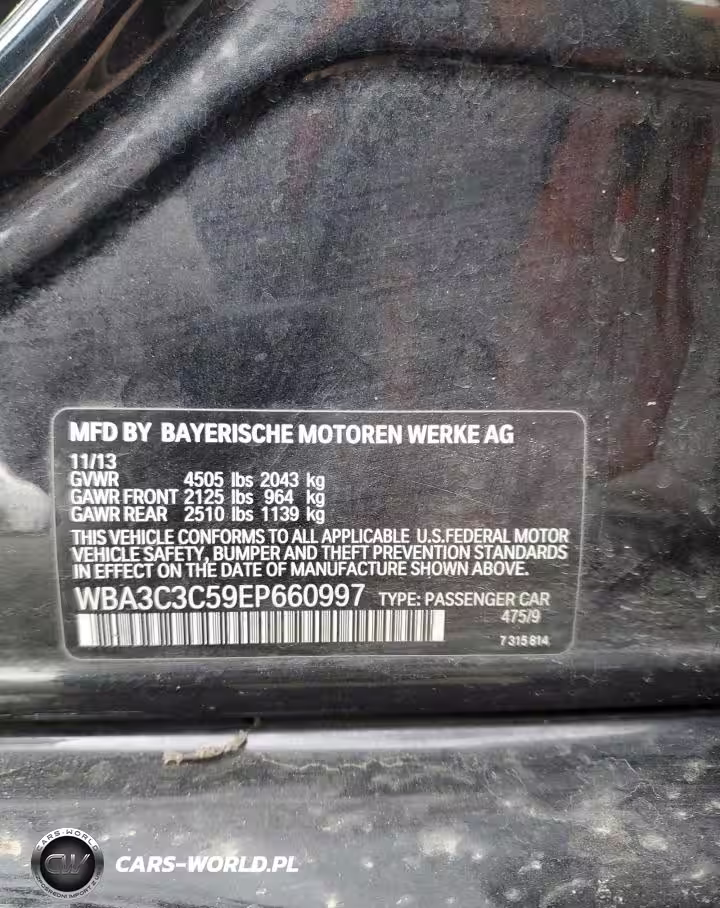 MFD BY BAYERISCHE MOTOREN WERKE AG
11/13
GVWR 4505 lbs 2043 kg
GAWR FRONT 2125 lbs 964 kg
GAWR REAR 2510 lbs 1139 kg
THIS VEHICLE CONFORMS TO ALL APPLICABLE U.S.FEDERAL MOTOR
VEHICLE SAFETY, BUMPER AND THEFT PREVENTION STANDARDS
IN EFFECT ON THE DATE OF MANUFACTURE SHOWN ABOVE.
WBA3C3C59EP660997 TYPE: PASSENGER CAR
475/9
7 315 814
CARS-WORLD
CW
CARS-WORLD.PL